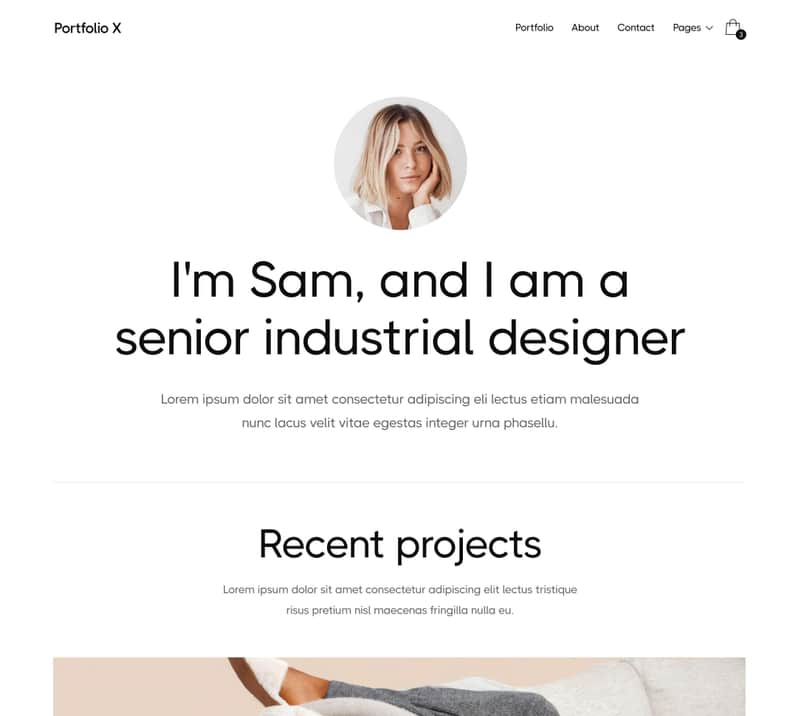 Portfolio X
Portfolio About Contact Pages
I'm Sam, and I am a
senior industrial designer
Lorem ipsum dolor sit amet consectetur adipiscing eli lectus etiam malesuada
nunc lacus velit vitae egestas integer urna phasellu.
Recent projects
Lorem ipsum dolor sit amet consectetur adipiscing elit lectus tristique
risus pretium nisl maecenas fringilla nulla eu.